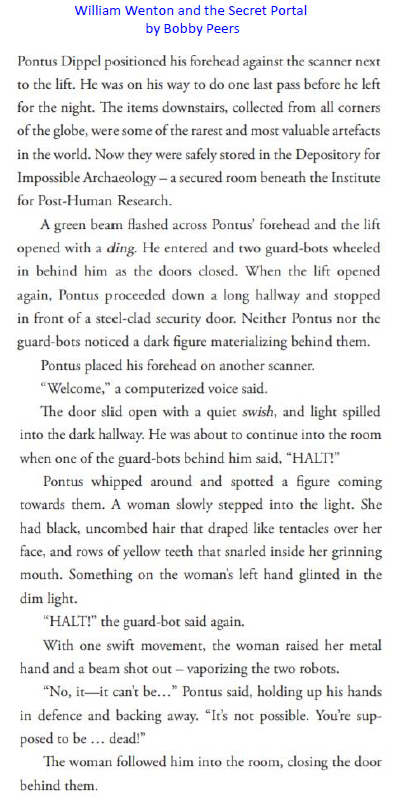 William Wenton and the Secret Portal
by Bobby Peers
Pontus Dippel positioned his forehead against the scanner next
to the lift. He was on his way to do one last pass before he left
for the night. The items downstairs, collected from all corners
of the globe, were some of the rarest and most valuable artefacts
in the world. Now they were safely stored in the Depository for
Impossible Archaeology – a secured room beneath the Institute
for Post-Human Research.
A green beam flashed across Pontus’ forehead and the lift
opened with a ding. He entered and two guard-bots wheeled
in behind him as the doors closed. When the lift opened
again, Pontus proceeded down a long hallway and stopped
in front of a steel-clad security door. Neither Pontus nor the
guard-bots noticed a dark figure materializing behind them.
Pontus placed his forehead on another scanner.
“Welcome,” a computerized voice said.
The door slid open with a quiet swish, and light spilled
into the dark hallway. He was about to continue into the room
when one of the guard-bots behind him said, “HALT!”
Pontus whipped around and spotted a figure coming
towards them. A woman slowly stepped into the light. She
had black, uncombed hair that draped like tentacles over her
face, and rows of yellow teeth that snarled inside her grinning
mouth. Something on the woman’s left hand glinted in the
dim light.
“HALT!” the guard-bot said again.
With one swift movement, the woman raised her metal
hand and a beam shot out – vaporizing the two robots.
“No, it—it can’t be…” Pontus said, holding up his hands
in defence and backing away. “It’s not possible. You’re sup-
posed to be … dead!”
The woman followed him into the room, closing the door
behind them.